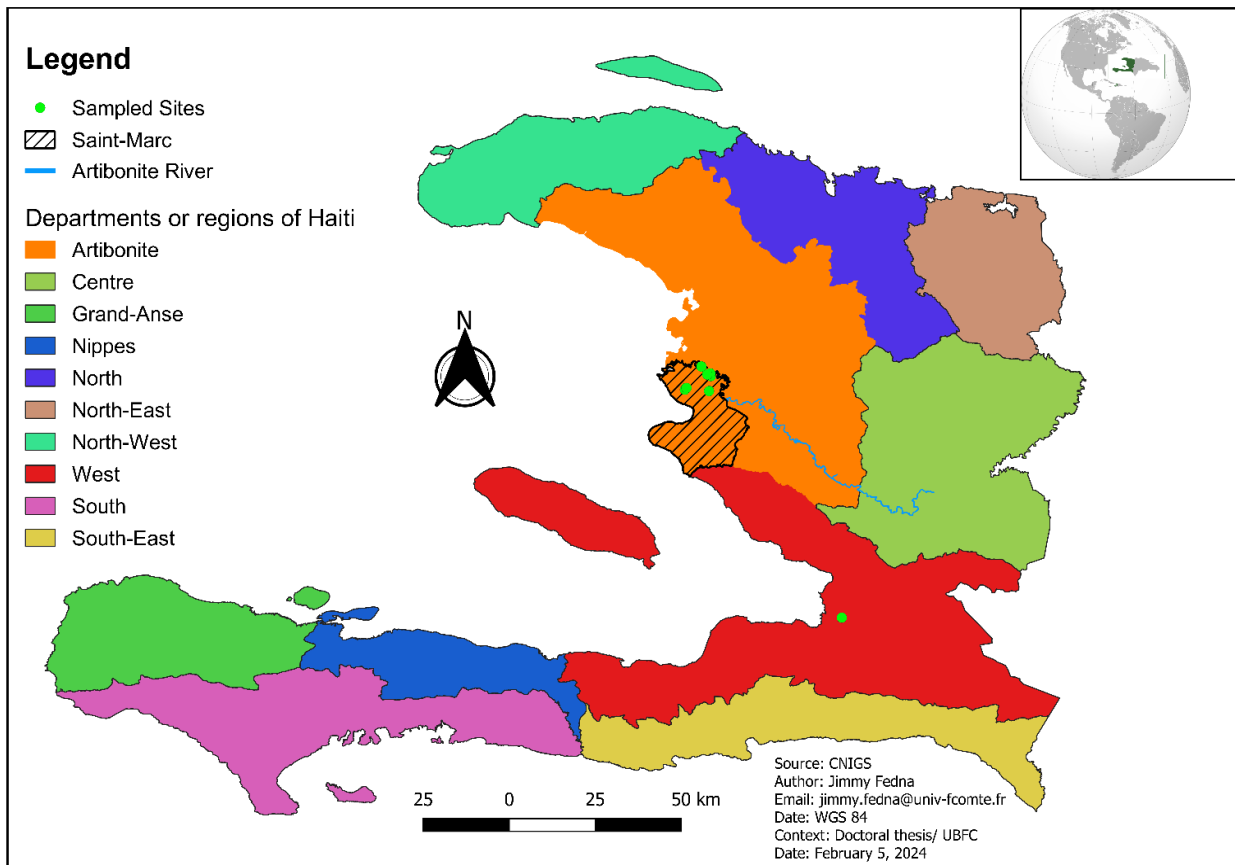 Legend
Sampled Sites
Saint-Marc
Artibonite River
Departments or regions of Haiti
Artibonite
Centre
Grand-Anse
Nippes
North
North-East
North-West
West
South
South-East
N
25 0 25 50 km
Source: CNIGS
Author: Jimmy Fedna
Email: jimmy.fedna@univ-fcomte.fr
Date: WGS 84
Context: Doctoral thesis/ UBFC
Date: February 5, 2024